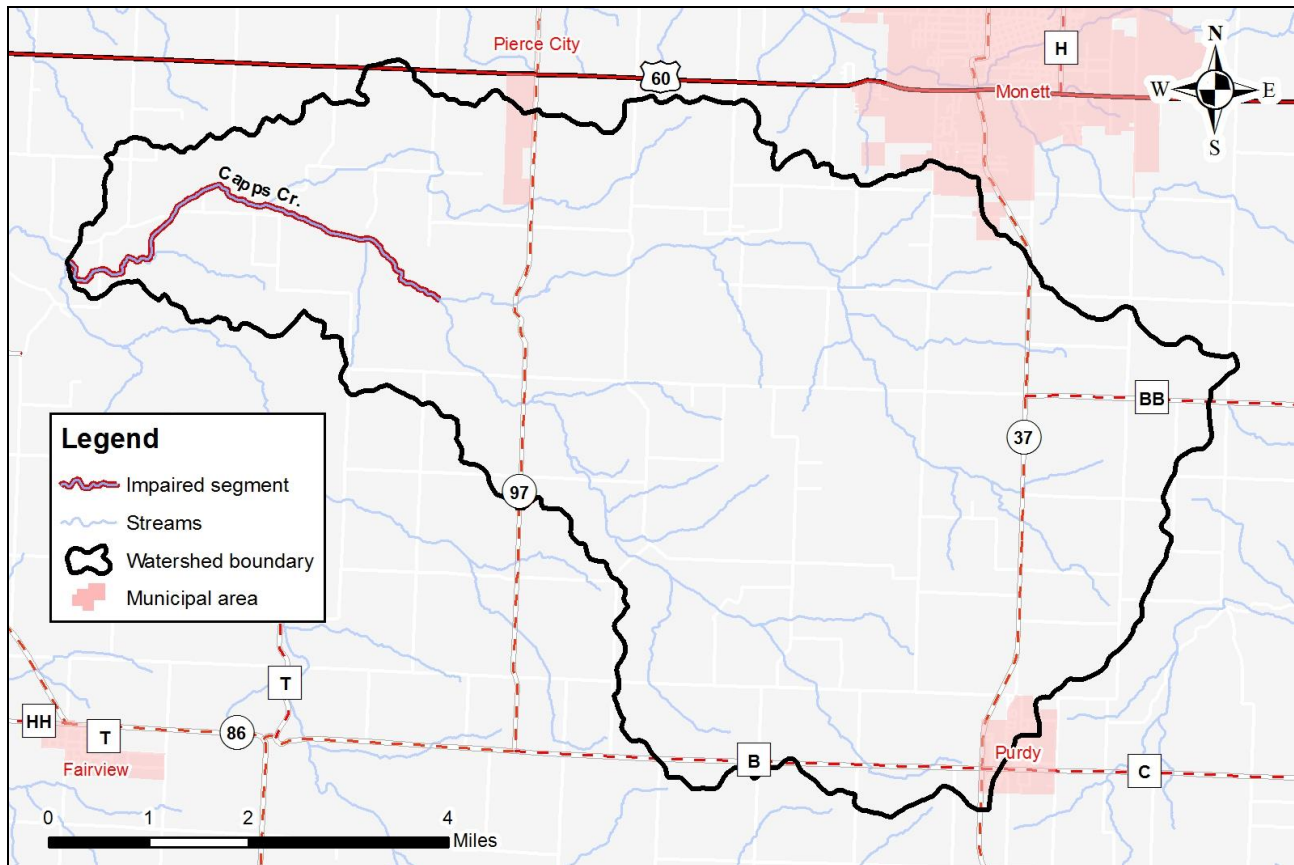 Pierce City
H
60
Monett
N
W E
S
Capps Cr.
BB
37
Legend
Impaired segment
Streams
Watershed boundary
Municipal area
97
T
HH
T
86
Fairview
B
Purdy
C
0 1 2 4
Miles